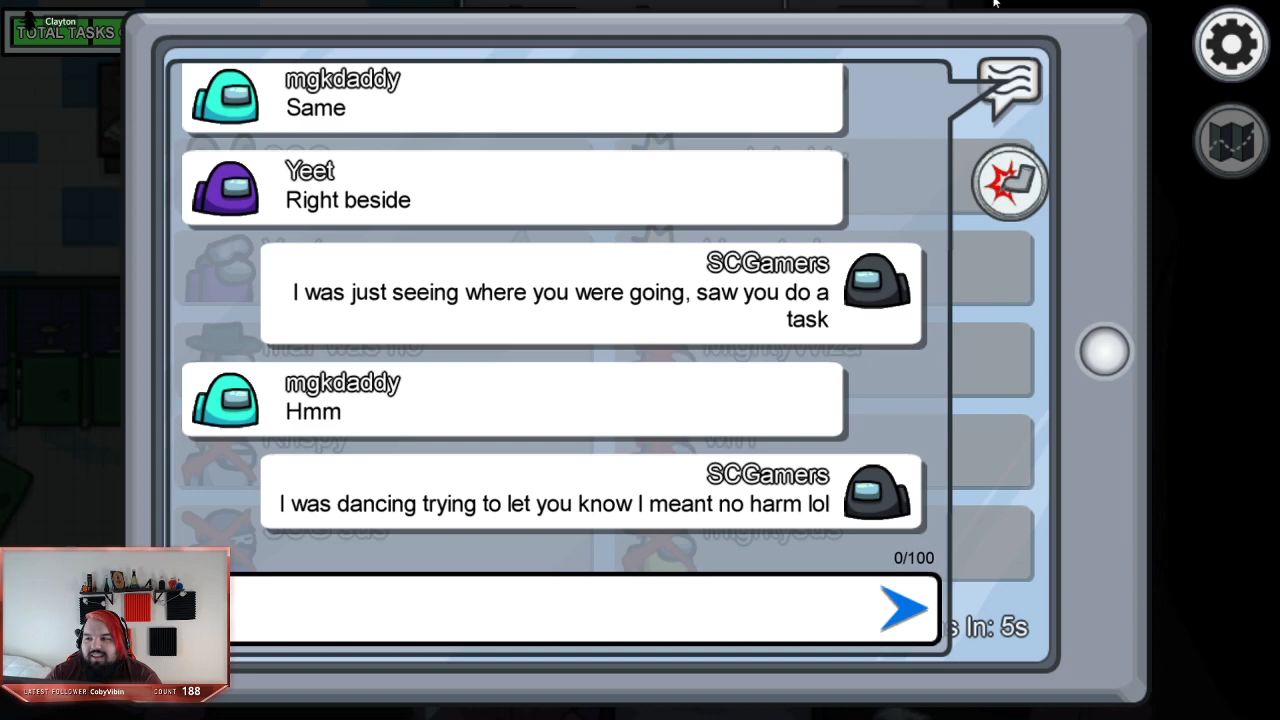 Clayton
TOTAL TASKS
mgkdaddy
Same
Yeet
Right beside
SCGamers
I was just seeing where you were going, saw you do a
task
mgkdaddy
Hmm
SCGamers
I was dancing trying to let you know I meant no harm lol
0/100
s In: 5s
LATEST FOLLOWER CobyVibin COUNT 188